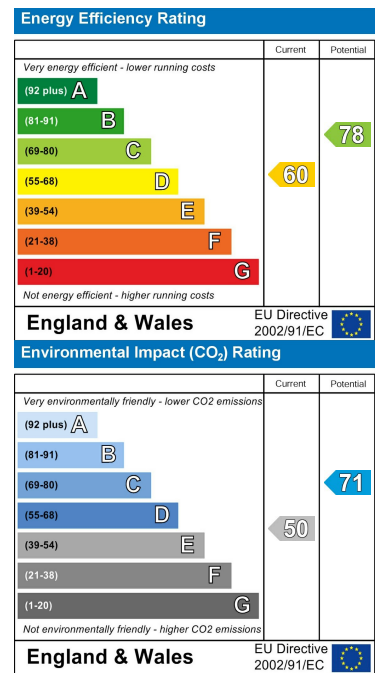 Energy Efficiency Rating
Current Potential
Very energy efficient - lower running costs
(92 plus) A
(81-91) B
78
(69-80) C
60
(55-68) D
(39-54) E
(21-38) F
(1-20) G
Not energy efficient - higher running costs
England & Wales EU Directive 2002/91/EC
Environmental Impact (CO₂) Rating
Current Potential
Very environmentally friendly - lower CO2 emissions
(92 plus) A
(81-91) B
(69-80) C 71
(55-68) D
50
(39-54) E
(21-38) F
(1-20) G
Not environmentally friendly - higher CO2 emissions
England & Wales EU Directive 2002/91/EC